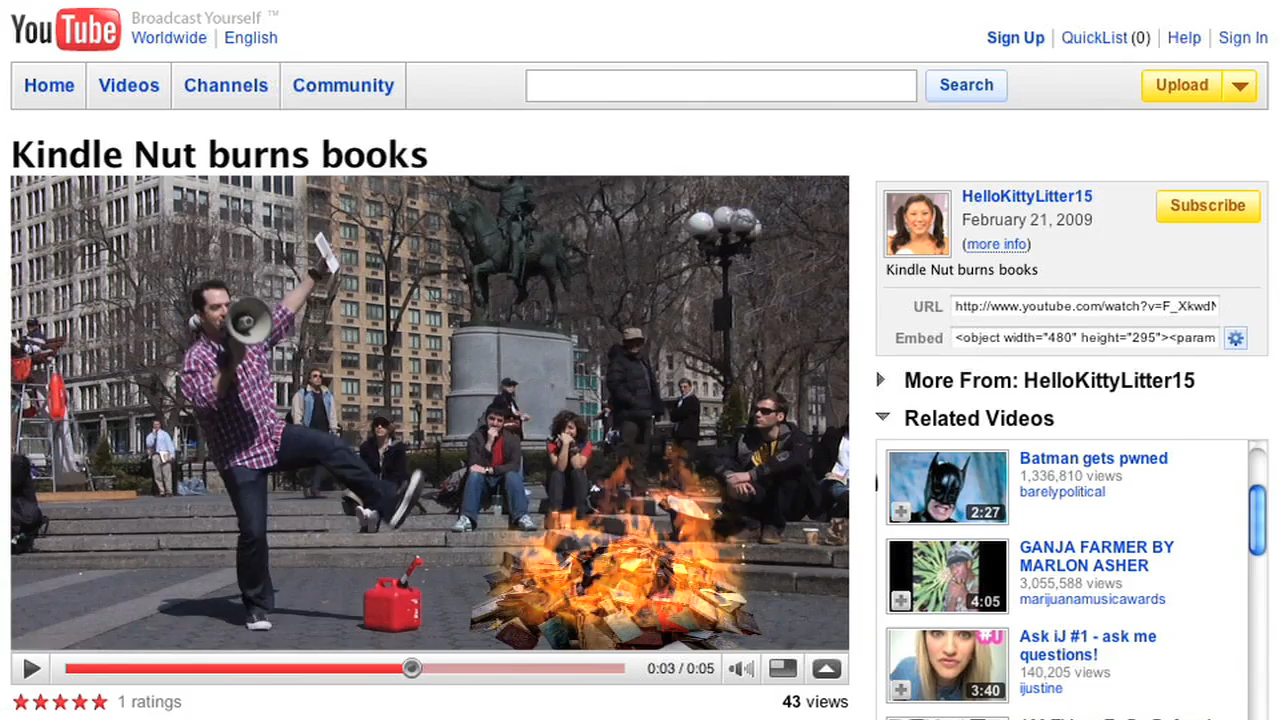 You Tube
Broadcast Yourself ™
Worldwide | English
Sign Up | QuickList (0) | Help | Sign In
Home
Videos
Channels
Community
Search
Upload
Kindle Nut burns books
HelloKittyLitter15
February 21, 2009
(more info)
Subscribe
Kindle Nut burns books
URL
http://www.youtube.com/watch?v=F_Xkwd
Embed
<object width="480" height="295"><param
More From: HelloKittyLitter15
Related Videos
Batman gets pwned
1,336,810 views
barelypolitical
2:27
GANJA FARMER BY
MARLON ASHER
3,055,588 views
marijuanamusicawards
4:05
Ask iJ #1 - ask me
questions!
140,205 views
ijustine
3:40
0:03 / 0:05
1 ratings
43 views